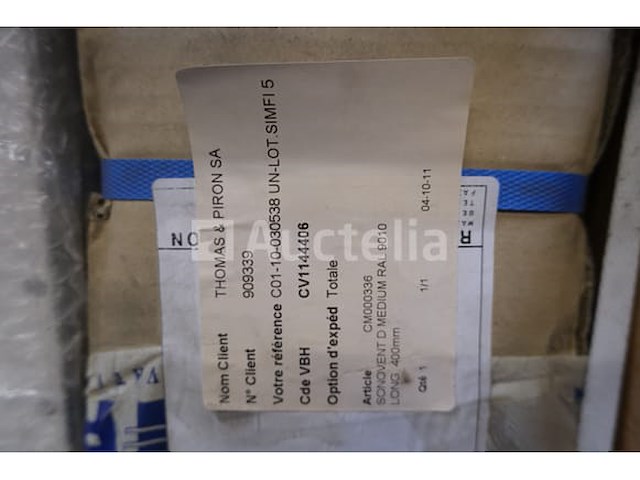 Nom Client THOMAS & PIRON SA
N° Client 909339
Votre référence C01-10-030538 UN-LOT.SIMFI 5
Cde VBH CV1144406
Option d'expéd Totale
Article CM000336
SONOVENT D MEDIUM RAL 9010
LONG. 400mm
Qté 1 1/1 04-10-11
Auctelia
NO